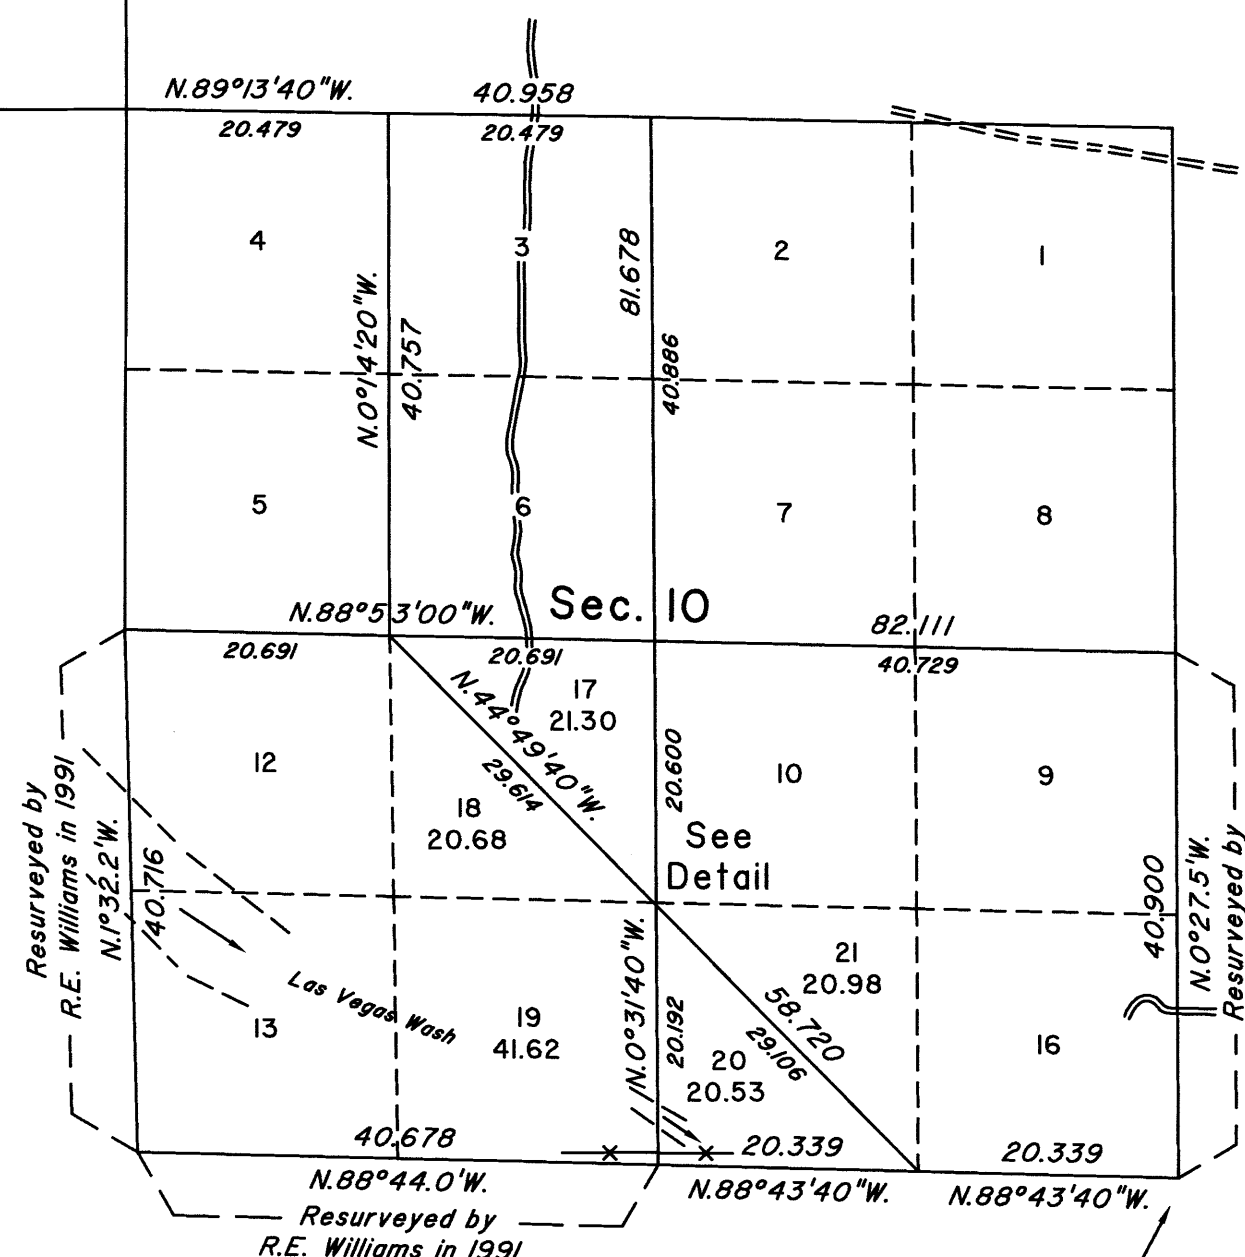 N.89°13'40"W.
40.958
20.479
20.479
4
3
2
1
N.0°14'20"W.
40.757
81.678
40.886
5
6
7
8
N.88°53'00"W.
Sec. 10
82.111
20.691
20.691
40.729
17
21.30
N.44°49'40"W.
29.614
12
18
20.68
20.600
10
9
See
Detail
Resurveyed by
R.E. Williams in 1991
N.1°32.2'W.
40.716
40.900
N.0°27.5'W.
Resurveyed by
Las Vegas Wash
13
19
41.62
N.0°31'40"W.
20.192
21
20.98
58.720
29.106
20
20.53
16
40.678
20.339
20.339
N.88°44.0'W.
N.88°43'40"W.
N.88°43'40"W.
Resurveyed by
R.E. Williams in 1991